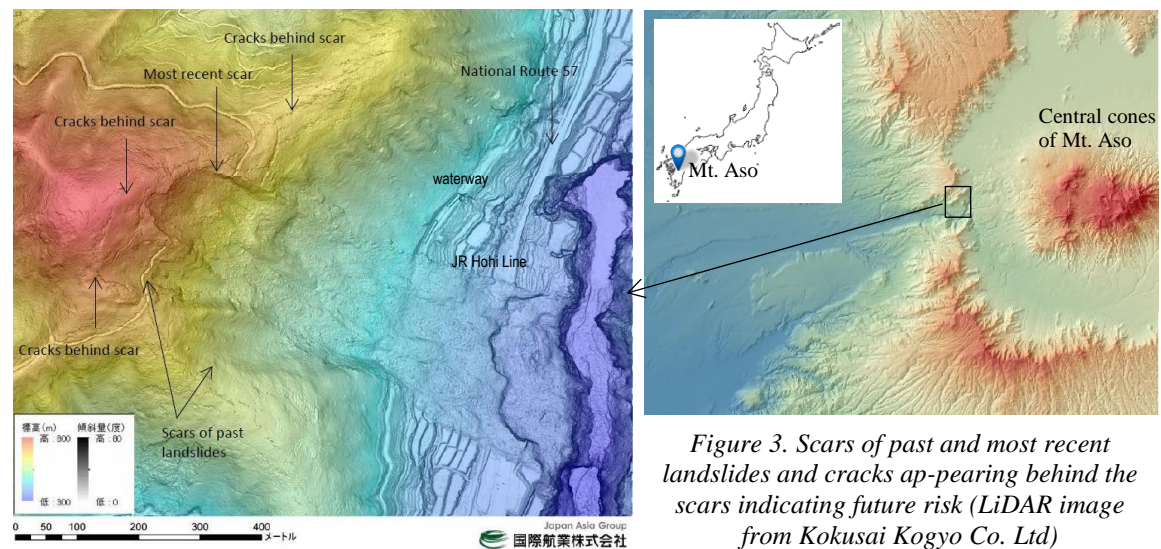 Cracks behind scar
Most recent scar
National Route 57
Cracks behind scar
waterway
JR Hohi Line
Cracks behind scar
Scars of past
landslides
標高(m) 傾斜量(度)
高 : 800 高 : 80
低 : 300 低 : 0
0 50 100 200 300 400
メートル
Japan Asia Group
国際航業株式会社
Mt. Aso
Central cones
of Mt. Aso
Figure 3. Scars of past and most recent
landslides and cracks ap-pearing behind the
scars indicating future risk (LiDAR image
from Kokusai Kogyo Co. Ltd)